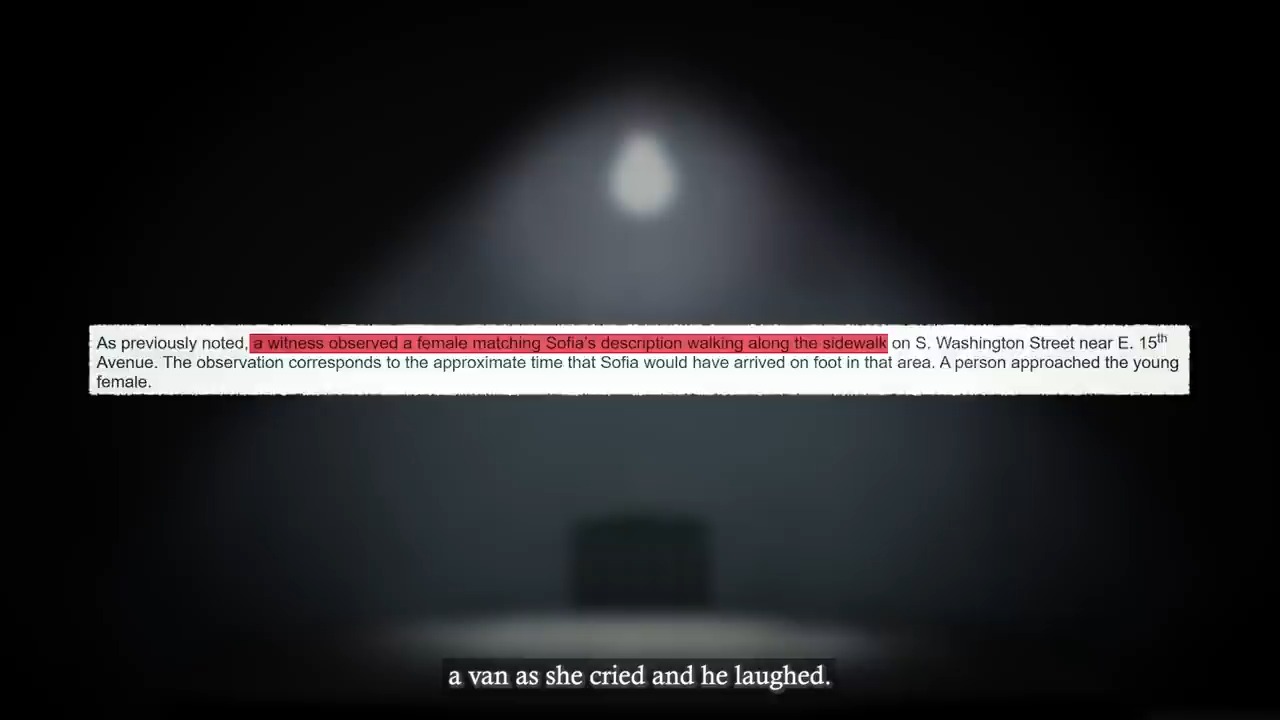 As previously noted, a witness observed a female matching Sofia's description walking along the sidewalk on S. Washington Street near E. 15th
Avenue. The observation corresponds to the approximate time that Sofia would have arrived on foot in that area. A person approached the young
female.
a van as she cried and he laughed.